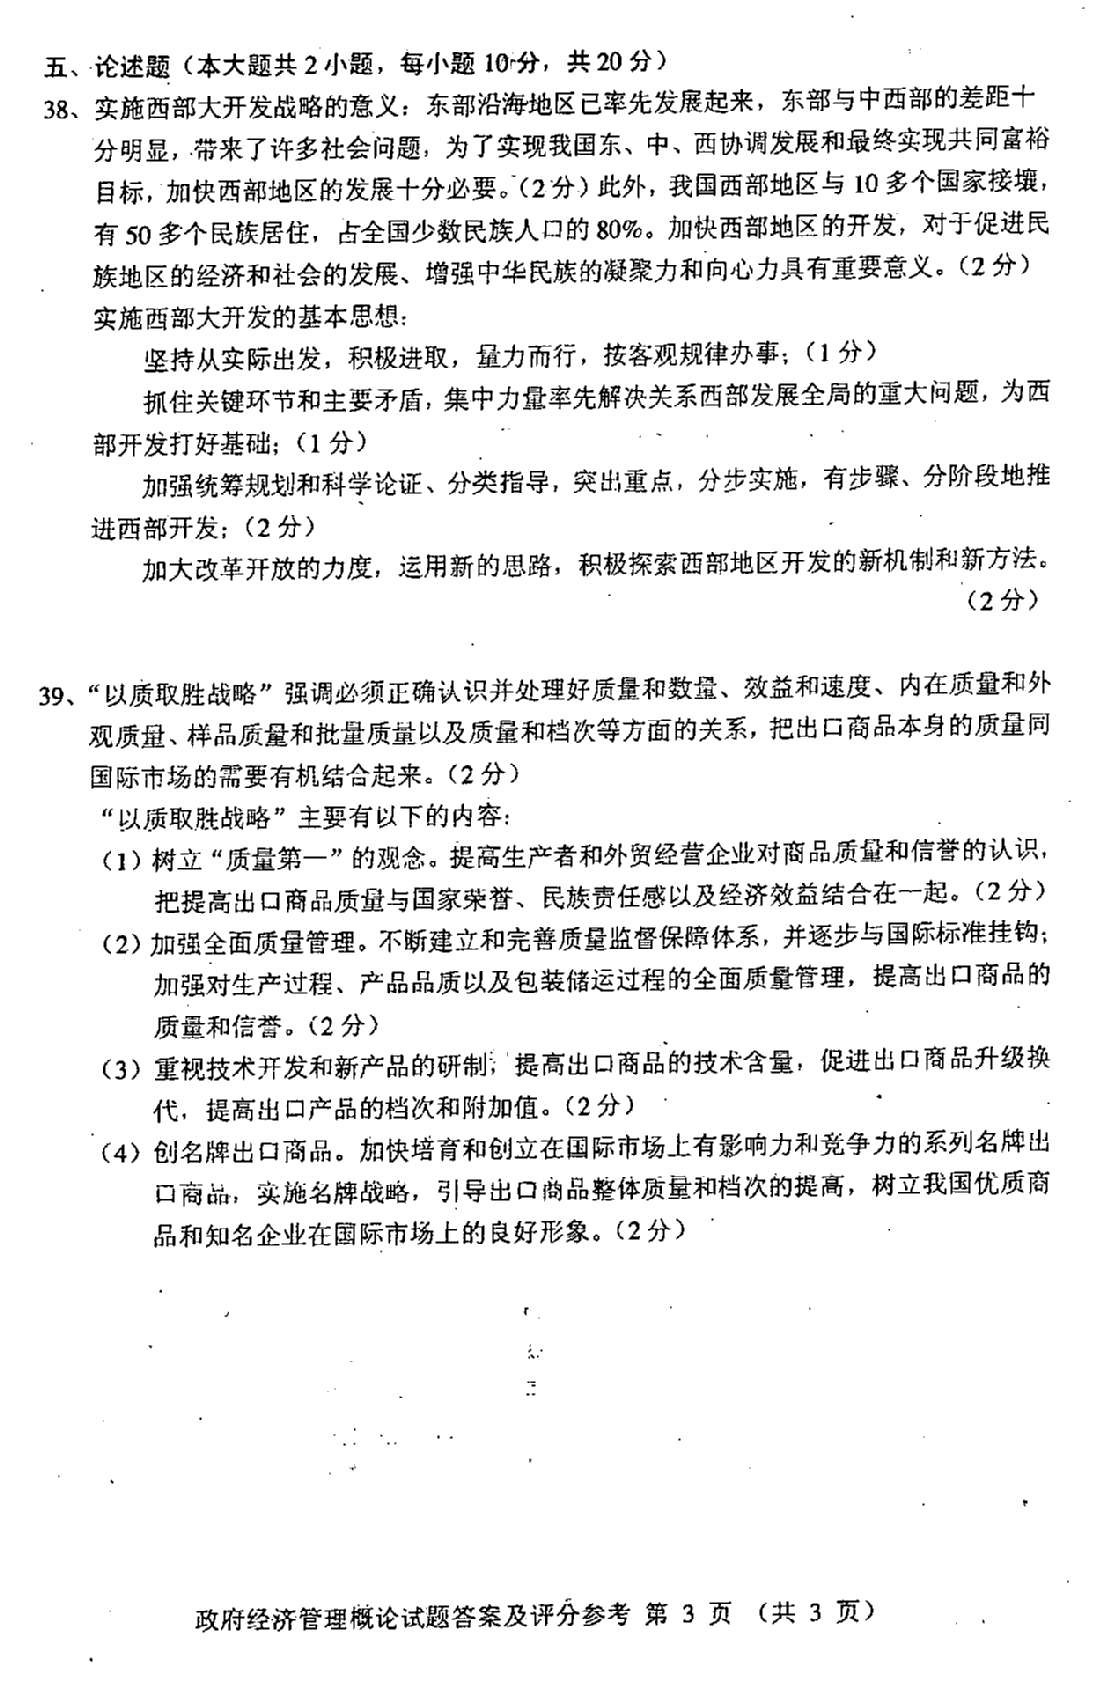 五、论述题（本大题共2小题，每小题10分，共20分）
38、实施西部大开发战略的意义：东部沿海地区已率先发展起来，东部与中西部的差距十
分明显，带来了许多社会问题，为了实现我国东、中、西协调发展和最终实现共同富裕
目标，加快西部地区的发展十分必要。（2分）此外，我国西部地区与10多个国家接壤，
有50多个民族居住，占全国少数民族人口的80%。加快西部地区的开发，对于促进民
族地区的经济和社会的发展、增强中华民族的凝聚力和向心力具有重要意义。（2分）
实施西部大开发的基本思想：
坚持从实际出发，积极进取，量力而行，按客观规律办事；（1分）
抓住关键环节和主要矛盾，集中力量率先解决关系西部发展全局的重大问题，为西
部开发打好基础；（1分）
加强统筹规划和科学论证、分类指导，突出重点，分步实施，有步骤、分阶段地推
进西部开发；（2分）
加大改革开放的力度，运用新的思路，积极探索西部地区开发的新机制和新方法。
（2分）
39、“以质取胜战略”强调必须正确认识并处理好质量和数量、效益和速度、内在质量和外
观质量、样品质量和批量质量以及质量和档次等方面的关系，把出口商品本身的质量同
国际市场的需要有机结合起来。（2分）
“以质取胜战略”主要有以下的内容：
（1）树立“质量第一”的观念。提高生产者和外贸经营企业对商品质量和信誉的认识，
把提高出口商品质量与国家荣誉、民族责任感以及经济效益结合在一起。（2分）
（2）加强全面质量管理。不断建立和完善质量监督保障体系，并逐步与国际标准挂钩；
加强对生产过程、产品品质以及包装储运过程的全面质量管理，提高出口商品的
质量和信誉。（2分）
（3）重视技术开发和新产品的研制；提高出口商品的技术含量，促进出口商品升级换
代，提高出口产品的档次和附加值。（2分）
（4）创名牌出口商品。加快培育和创立在国际市场上有影响力和竞争力的系列名牌出
口商品，实施名牌战略，引导出口商品整体质量和档次的提高，树立我国优质商
品和知名企业在国际市场上的良好形象。（2分）
政府经济管理概论试题答案及评分参考 第 3 页 （共 3 页）